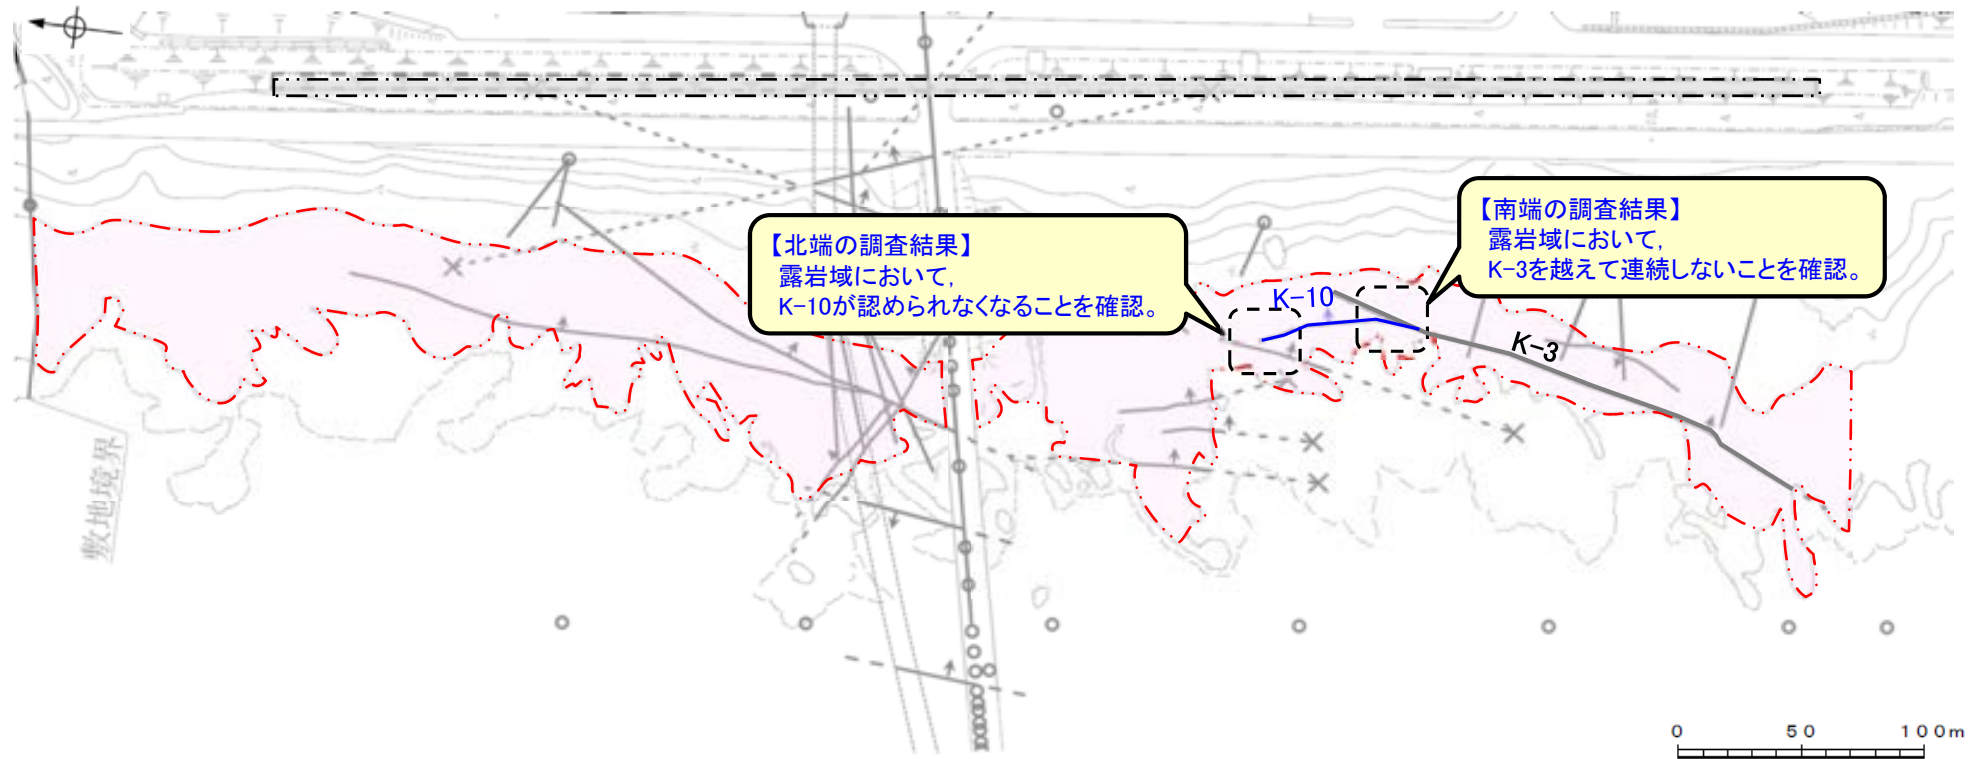 【南端の調査結果】
露岩域において,
K-3を越えて連続しないことを確認。
【北端の調査結果】
露岩域において,
K-10が認められなくなることを確認。
K-10
K-3
敷地境界
0 50 100m